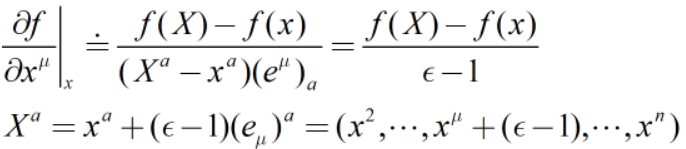 ∂f/∂x^μ|_x ≐ (f(X)−f(x))/((X^a−x^a)(e^μ)_a) = (f(X)−f(x))/(ϵ−1)
X^a = x^a + (ϵ−1)(e_μ)^a = (x^2,⋯,x^μ + (ϵ−1),⋯,x^n)